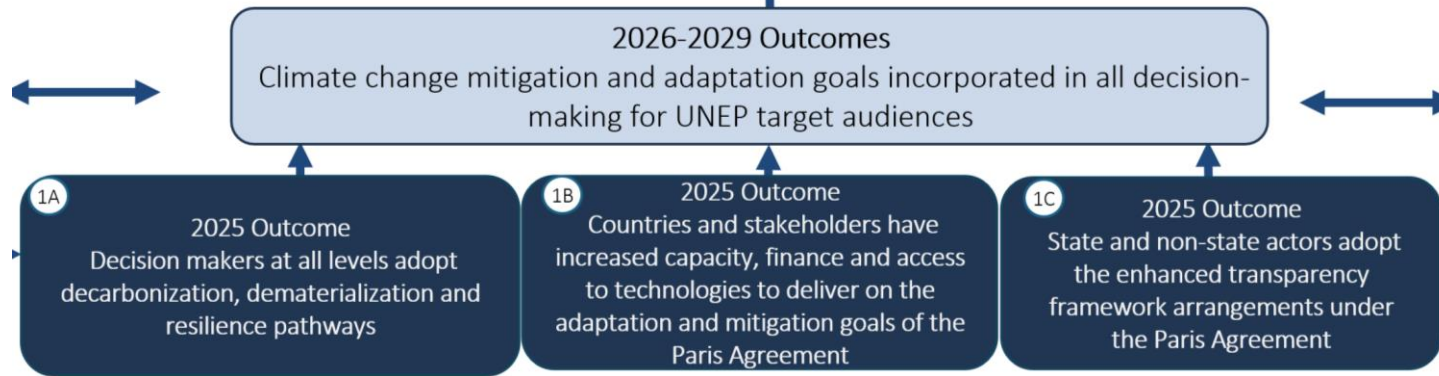 2026-2029 Outcomes
Climate change mitigation and adaptation goals incorporated in all decision-
making for UNEP target audiences
1A
2025 Outcome
Decision makers at all levels adopt
decarbonization, dematerialization and
resilience pathways
1B
2025 Outcome
Countries and stakeholders have
increased capacity, finance and access
to technologies to deliver on the
adaptation and mitigation goals of the
Paris Agreement
1C
2025 Outcome
State and non-state actors adopt
the enhanced transparency
framework arrangements under
the Paris Agreement